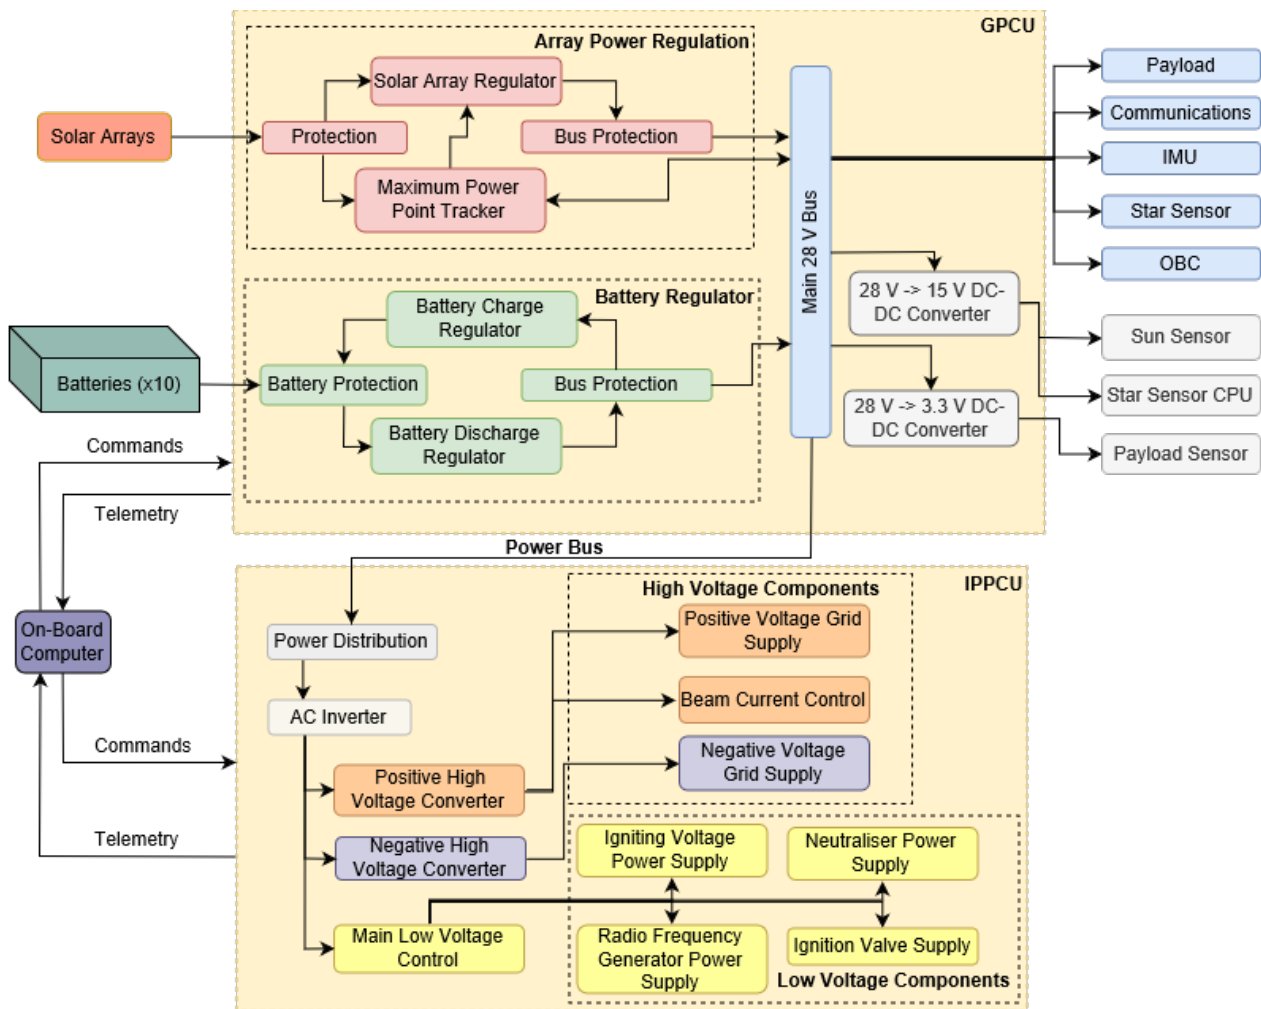 GPCU
Array Power Regulation
Solar Array Regulator
Solar Arrays
Protection
Bus Protection
Maximum Power
Point Tracker
Main 28 V Bus
Payload
Communications
IMU
Star Sensor
OBC
28 V -> 15 V DC-
DC Converter
Sun Sensor
Star Sensor CPU
28 V -> 3.3 V DC-
DC Converter
Payload Sensor
Battery Regulator
Battery Charge
Regulator
Batteries (x10)
Battery Protection
Bus Protection
Battery Discharge
Regulator
Commands
Telemetry
Power Bus
On-Board
Computer
Commands
Telemetry
IPPCU
High Voltage Components
Power Distribution
Positive Voltage Grid
Supply
AC Inverter
Beam Current Control
Negative Voltage
Grid Supply
Positive High
Voltage Converter
Negative High
Voltage Converter
Igniting Voltage
Power Supply
Neutraliser Power
Supply
Main Low Voltage
Control
Radio Frequency
Generator Power
Supply
Ignition Valve Supply
Low Voltage Components